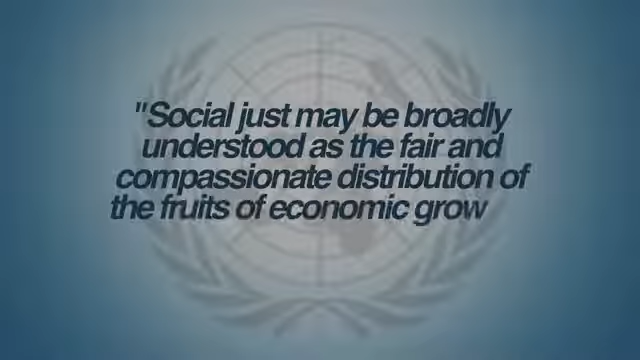 "Social just may be broadly
understood as the fair and
compassionate distribution of
the fruits of economic grow